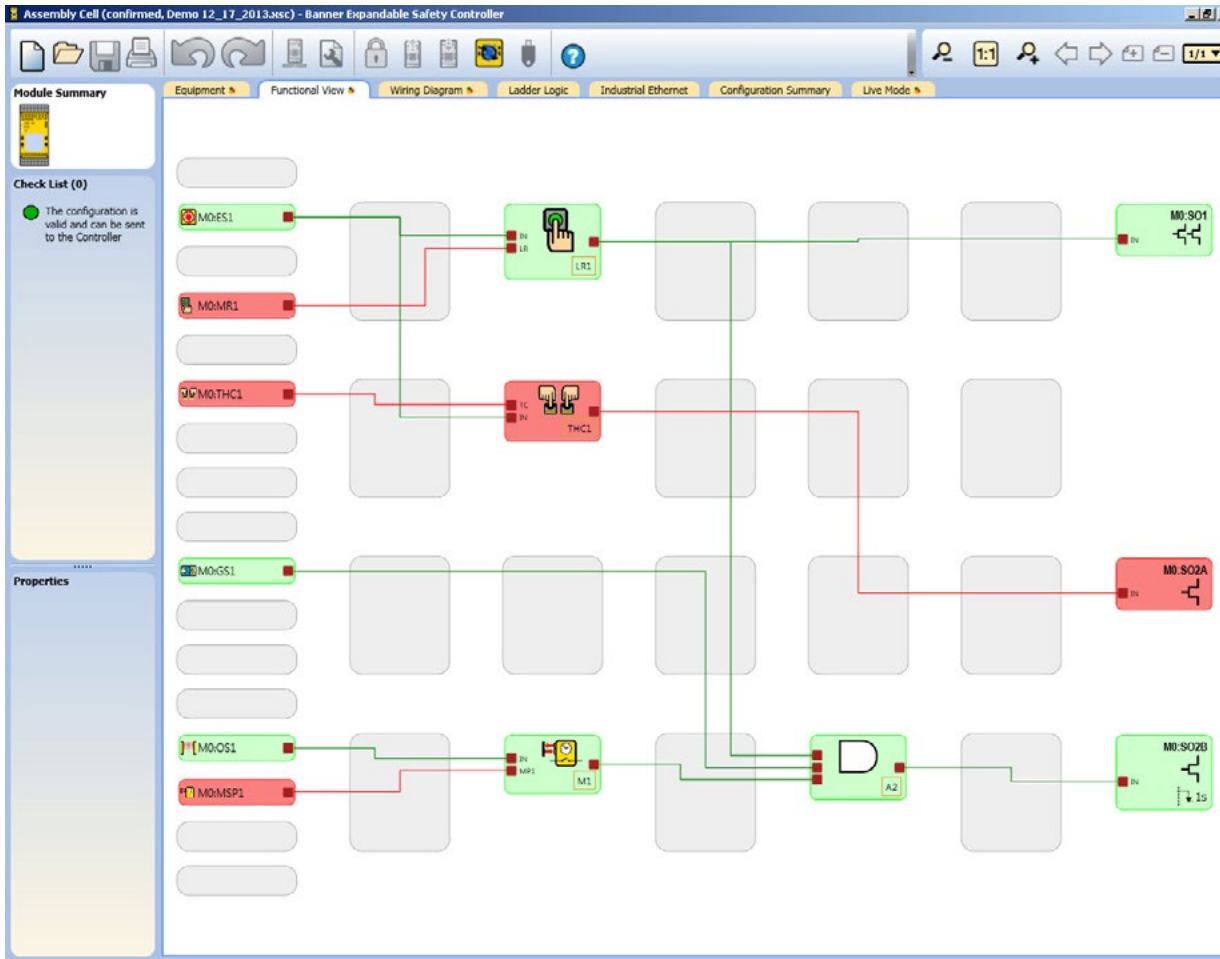 Assembly Cell (confirmed, Demo 12_17_2013.xsc) - Banner Expandable Safety Controller
1:1
1/1
Module Summary
Equipment
Functional View
Wiring Diagram
Ladder Logic
Industrial Ethernet
Configuration Summary
Live Mode
Check List (0)
The configuration is
valid and can be sent
to the Controller
Properties
M0:ES1
IN
LR
LR1
M0:SO1
IN
M0:MR1
M0:THC1
TC
IN
THC1
M0:GS1
M0:SO2A
IN
M0:OS1
IN
MP1
M1
A2
M0:SO2B
IN
1s
M0:MSP1